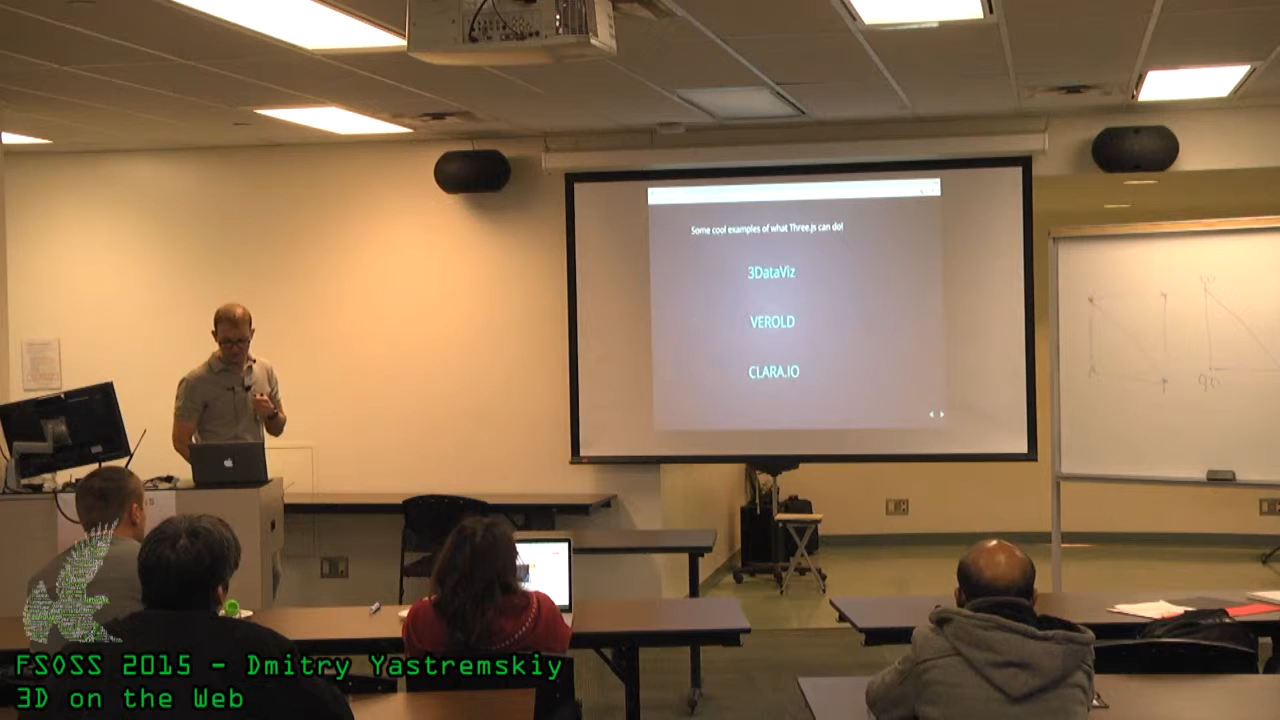 Some cool examples of what Three.js can do!
3DataViz
VEROLD
CLARA.IO
FSOSS 2015 - Dmitry Yastremskiy
3D on the Web